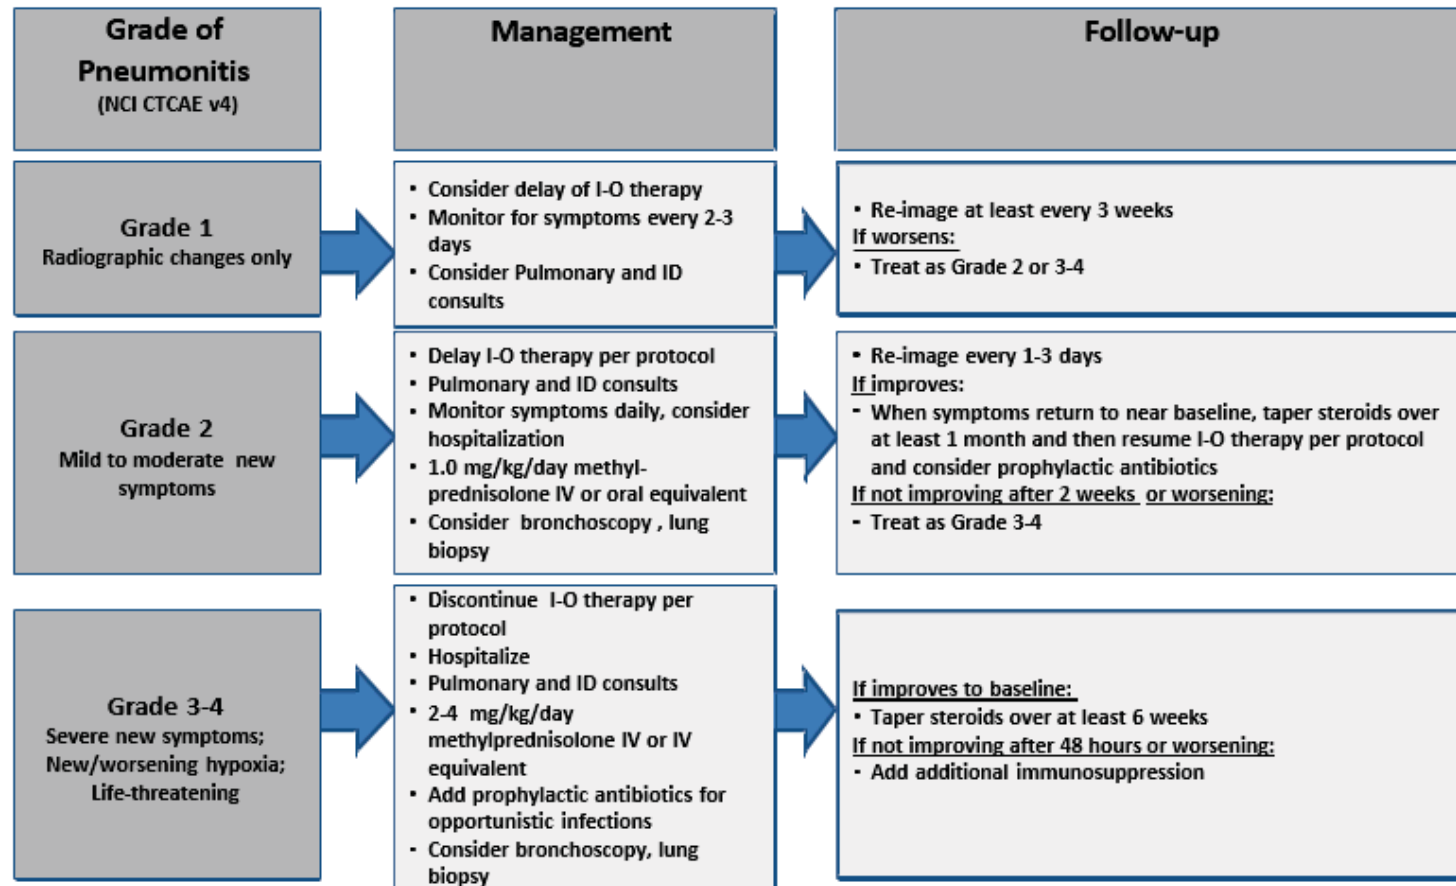 Grade of
Pneumonitis
(NCI CTCAE v4)
Management
Follow-up
Grade 1
Radiographic changes only
• Consider delay of I-O therapy
• Monitor for symptoms every 2-3
days
• Consider Pulmonary and ID
consults
• Re-image at least every 3 weeks
If worsens:
• Treat as Grade 2 or 3-4
Grade 2
Mild to moderate new
symptoms
• Delay I-O therapy per protocol
• Pulmonary and ID consults
• Monitor symptoms daily, consider
hospitalization
• 1.0 mg/kg/day methyl-
prednisolone IV or oral equivalent
• Consider bronchoscopy , lung
biopsy
• Re-image every 1-3 days
If improves:
- When symptoms return to near baseline, taper steroids over
at least 1 month and then resume I-O therapy per protocol
and consider prophylactic antibiotics
If not improving after 2 weeks or worsening:
- Treat as Grade 3-4
Grade 3-4
Severe new symptoms;
New/worsening hypoxia;
Life-threatening
• Discontinue I-O therapy per
protocol
• Hospitalize
• Pulmonary and ID consults
• 2-4 mg/kg/day
methylprednisolone IV or IV
equivalent
• Add prophylactic antibiotics for
opportunistic infections
• Consider bronchoscopy, lung
biopsy
If improves to baseline:
• Taper steroids over at least 6 weeks
If not improving after 48 hours or worsening:
- Add additional immunosuppression